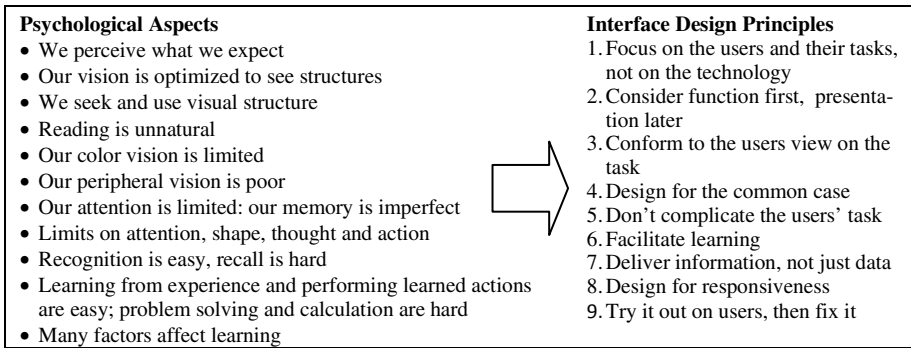 Psychological Aspects
• We perceive what we expect
• Our vision is optimized to see structures
• We seek and use visual structure
• Reading is unnatural
• Our color vision is limited
• Our peripheral vision is poor
• Our attention is limited: our memory is imperfect
• Limits on attention, shape, thought and action
• Recognition is easy, recall is hard
• Learning from experience and performing learned actions
are easy; problem solving and calculation are hard
• Many factors affect learning
Interface Design Principles
1. Focus on the users and their tasks,
not on the technology
2. Consider function first, presenta-
tion later
3. Conform to the users view on the
task
4. Design for the common case
5. Don't complicate the users' task
6. Facilitate learning
7. Deliver information, not just data
8. Design for responsiveness
9. Try it out on users, then fix it